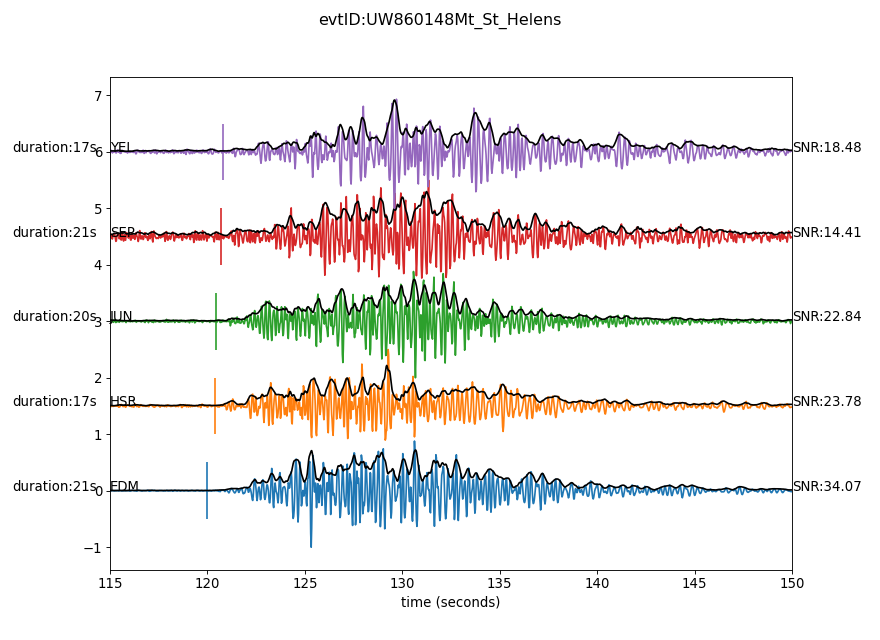 evtID:UW860148Mt_St_Helens
7
duration:17s
YEL
6
SNR:18.48
5
duration:21s
SEP
SNR:14.41
4
duration:20s
JUN
3
SNR:22.84
2
duration:17s
HSR
SNR:23.78
1
duration:21s
EDM
0
SNR:34.07
−1
115 120 125 130 135 140 145 150
time (seconds)